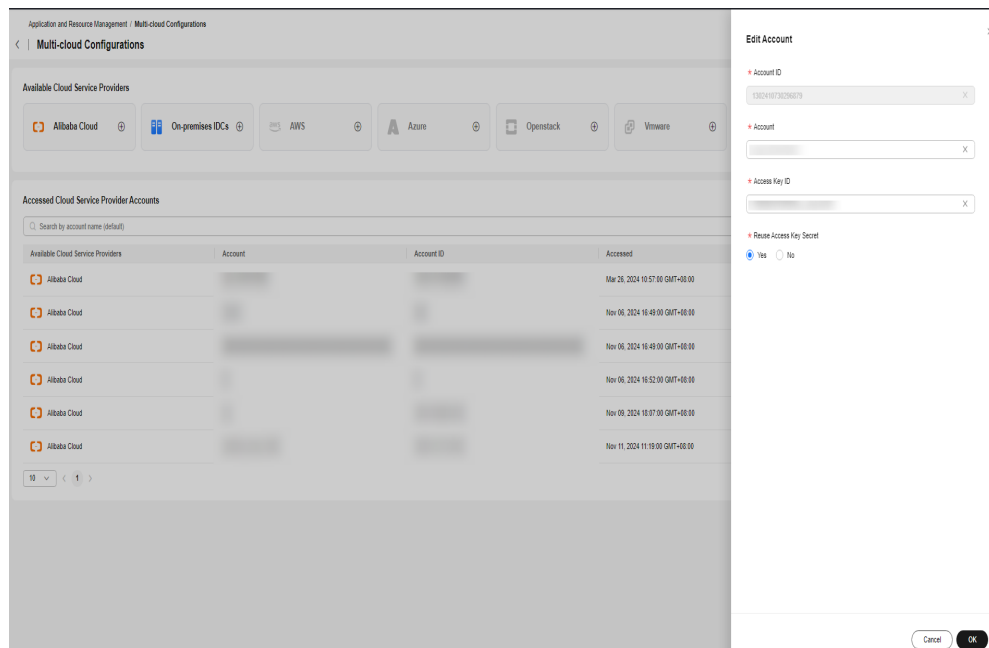 Application and Resource Management / Multi-cloud Configurations
Multi-cloud Configurations
Available Cloud Service Providers
Alibaba Cloud
On-premises IDCs
AWS
Azure
Openstack
Vmware
Accessed Cloud Service Provider Accounts
Search by account name (default)
Available Cloud Service Providers Account Account ID Accessed
Alibaba Cloud Mar 26, 2024 10:57:00 GMT+08:00
Alibaba Cloud Nov 06, 2024 16:49:00 GMT+08:00
Alibaba Cloud Nov 06, 2024 16:49:00 GMT+08:00
Alibaba Cloud Nov 06, 2024 16:52:00 GMT+08:00
Alibaba Cloud Nov 09, 2024 18:07:00 GMT+08:00
Alibaba Cloud Nov 11, 2024 11:19:00 GMT+08:00
10 < 1 >
Edit Account
* Account ID
* Account
* Access Key ID
* Reuse Access Key Secret
Yes No
Cancel OK